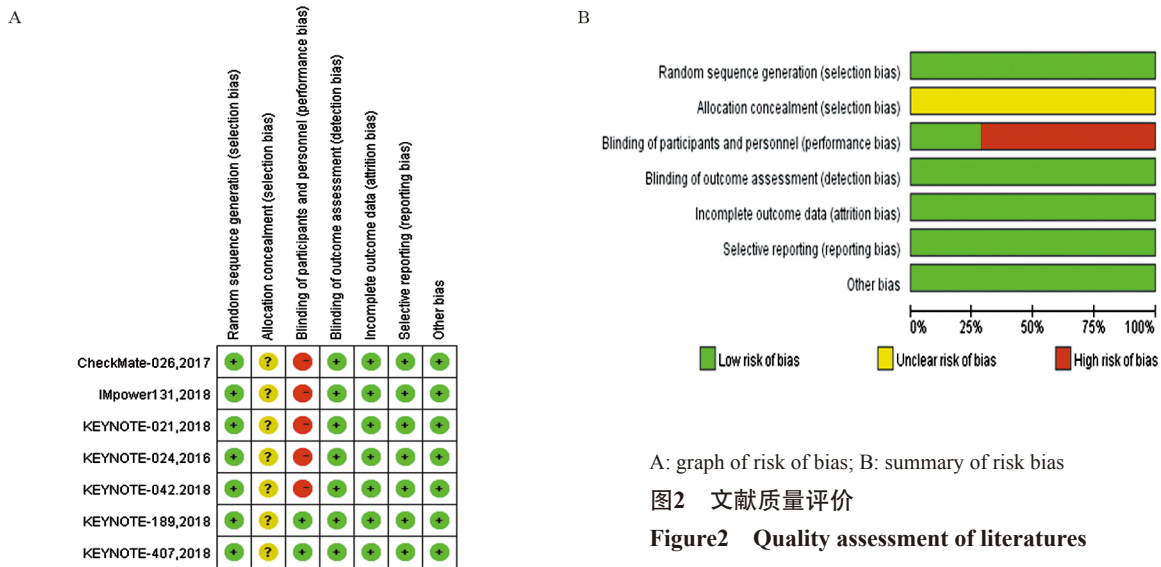 A
Random sequence generation (selection bias)
Allocation concealment (selection bias)
Blinding of participants and personnel (performance bias)
Blinding of outcome assessment (detection bias)
Incomplete outcome data (attrition bias)
Selective reporting (reporting bias)
Other bias
CheckMate-026,2017 + ? - + + + +
IMpower131,2018 + ? - + + + +
KEYNOTE-021,2018 + ? - + + + +
KEYNOTE-024,2016 + ? - + + + +
KEYNOTE-042.2018 + ? - + + + +
KEYNOTE-189,2018 + ? + + + + +
KEYNOTE-407,2018 + ? + + + + +
B
Random sequence generation (selection bias)
Allocation concealment (selection bias)
Blinding of participants and personnel (performance bias)
Blinding of outcome assessment (detection bias)
Incomplete outcome data (attrition bias)
Selective reporting (reporting bias)
Other bias
0% 25% 50% 75% 100%
Low risk of bias Unclear risk of bias High risk of bias
A: graph of risk of bias; B: summary of risk bias
图2 文献质量评价
Figure2 Quality assessment of literatures